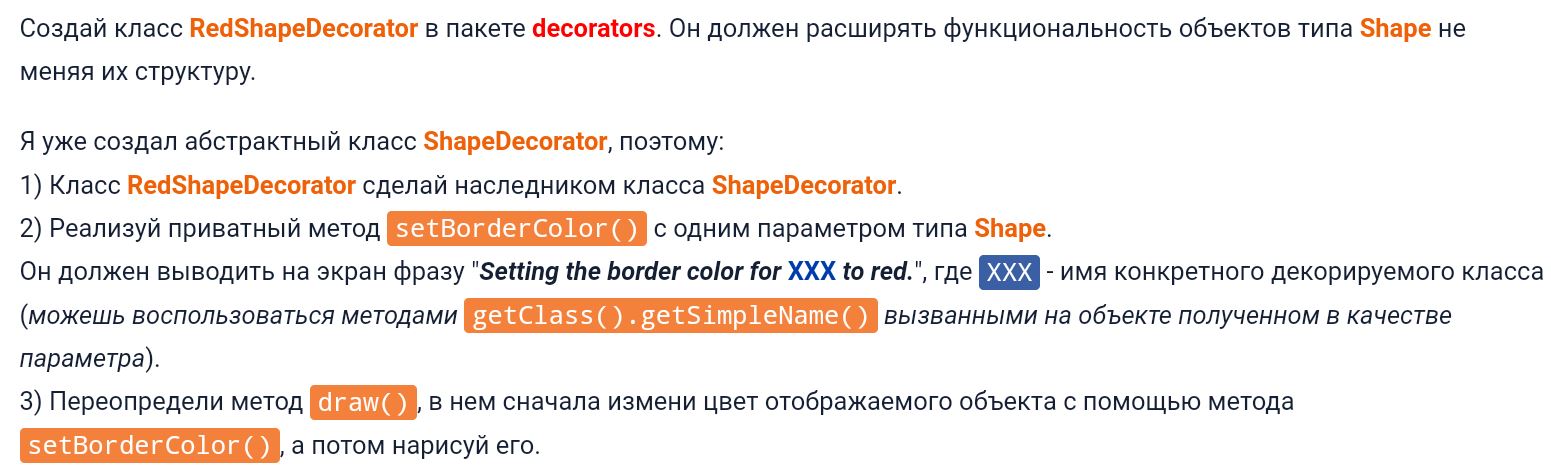 Создай класс RedShapeDecorator в пакете decorators. Он должен расширять функциональность объектов типа Shape не
меняя их структуру.
Я уже создал абстрактный класс ShapeDecorator, поэтому:
1) Класс RedShapeDecorator сделай наследником класса ShapeDecorator.
2) Реализуй приватный метод setBorderColor() с одним параметром типа Shape.
Он должен выводить на экран фразу "Setting the border color for XXX to red.", где XXX - имя конкретного декорируемого класса
(можешь воспользоваться методами getClass().getSimpleName() вызванными на объекте полученном в качестве
параметра).
3) Переопредели метод draw(), в нем сначала измени цвет отображаемого объекта с помощью метода
setBorderColor(), а потом нарисуй его.